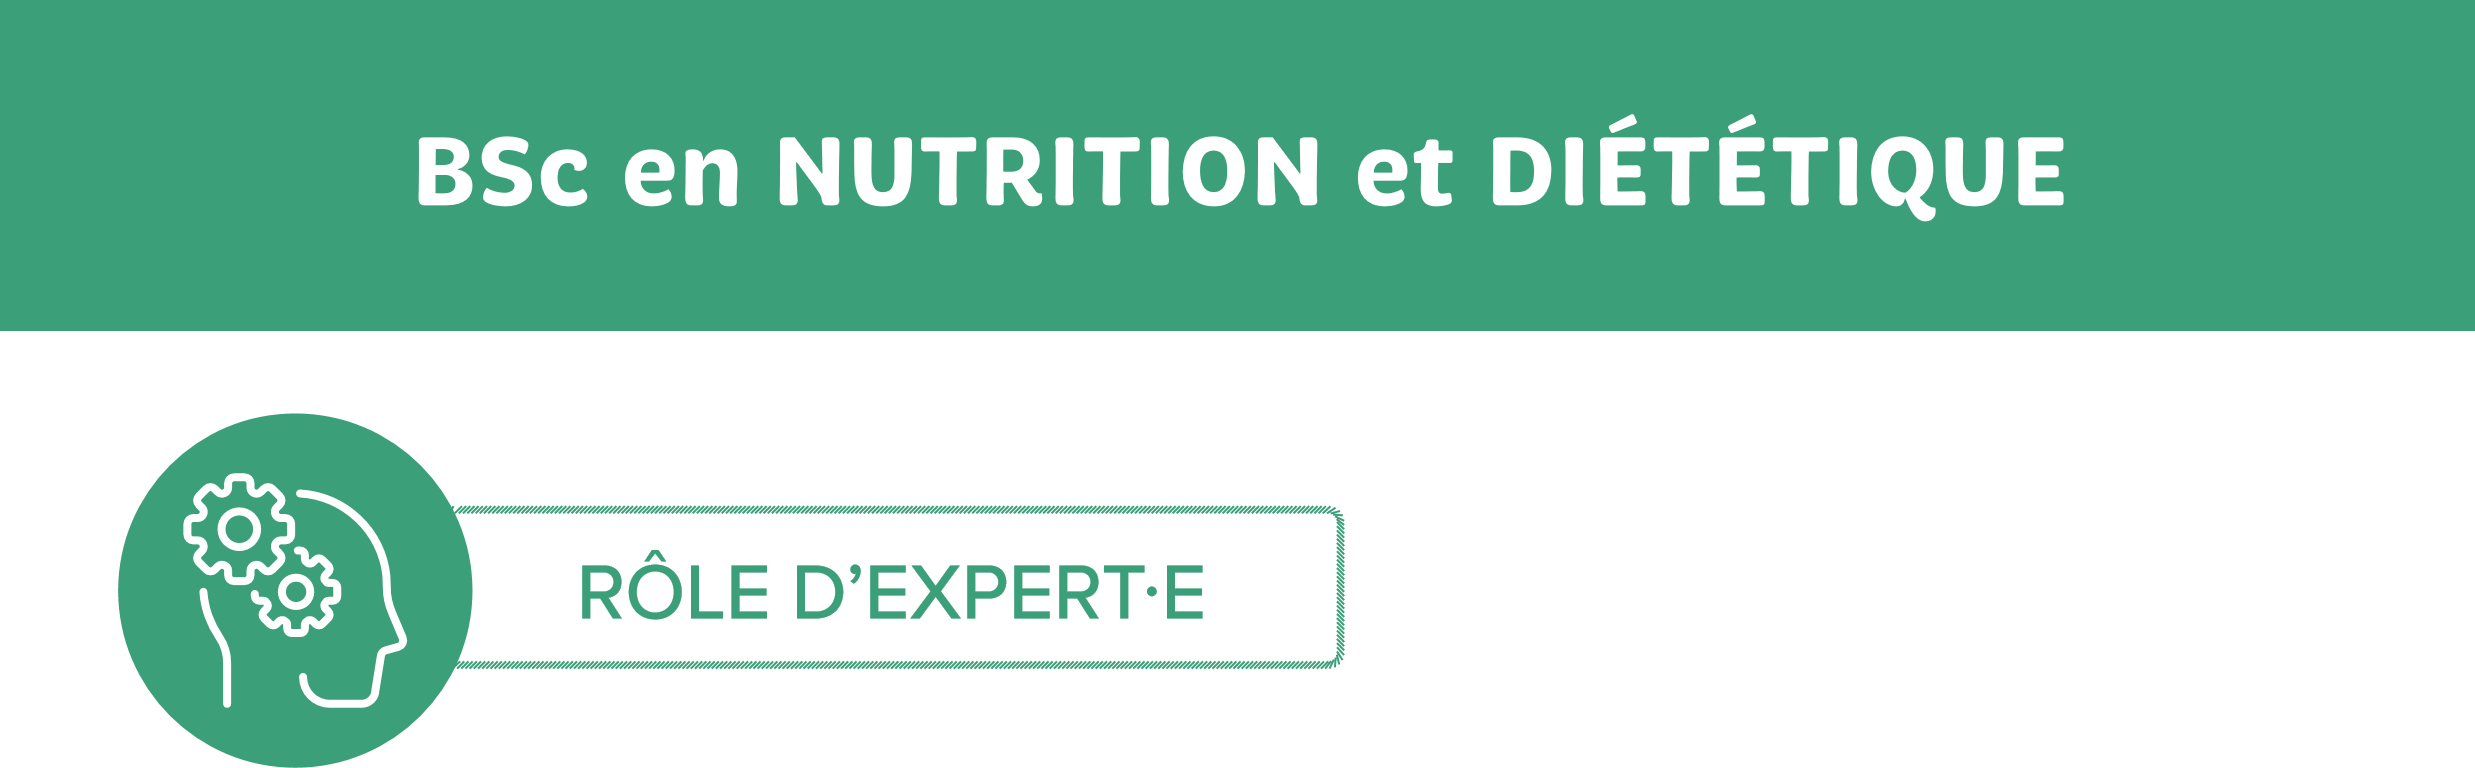 BSc en NUTRITION et DIÉTÉTIQUE
RÔLE D’EXPERT·E